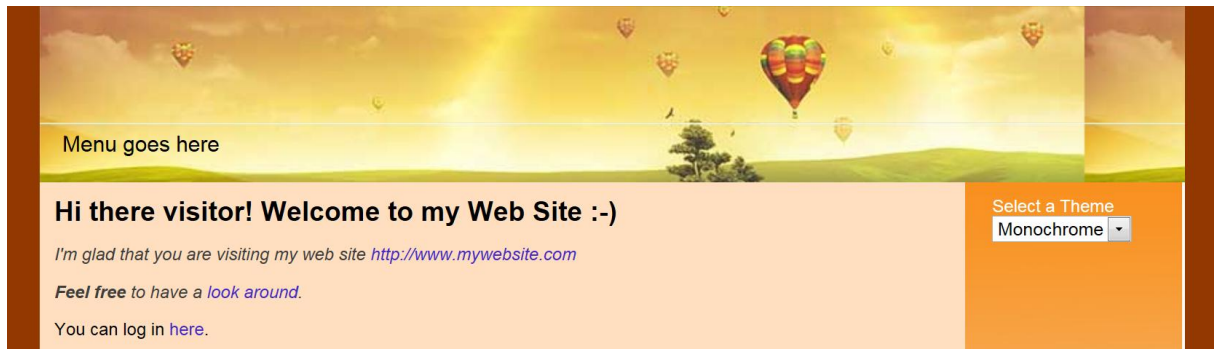 Menu goes here
Hi there visitor! Welcome to my Web Site :-)
I'm glad that you are visiting my web site http://www.mywebsite.com
Feel free to have a look around.
You can log in here.
Select a Theme
Monochrome